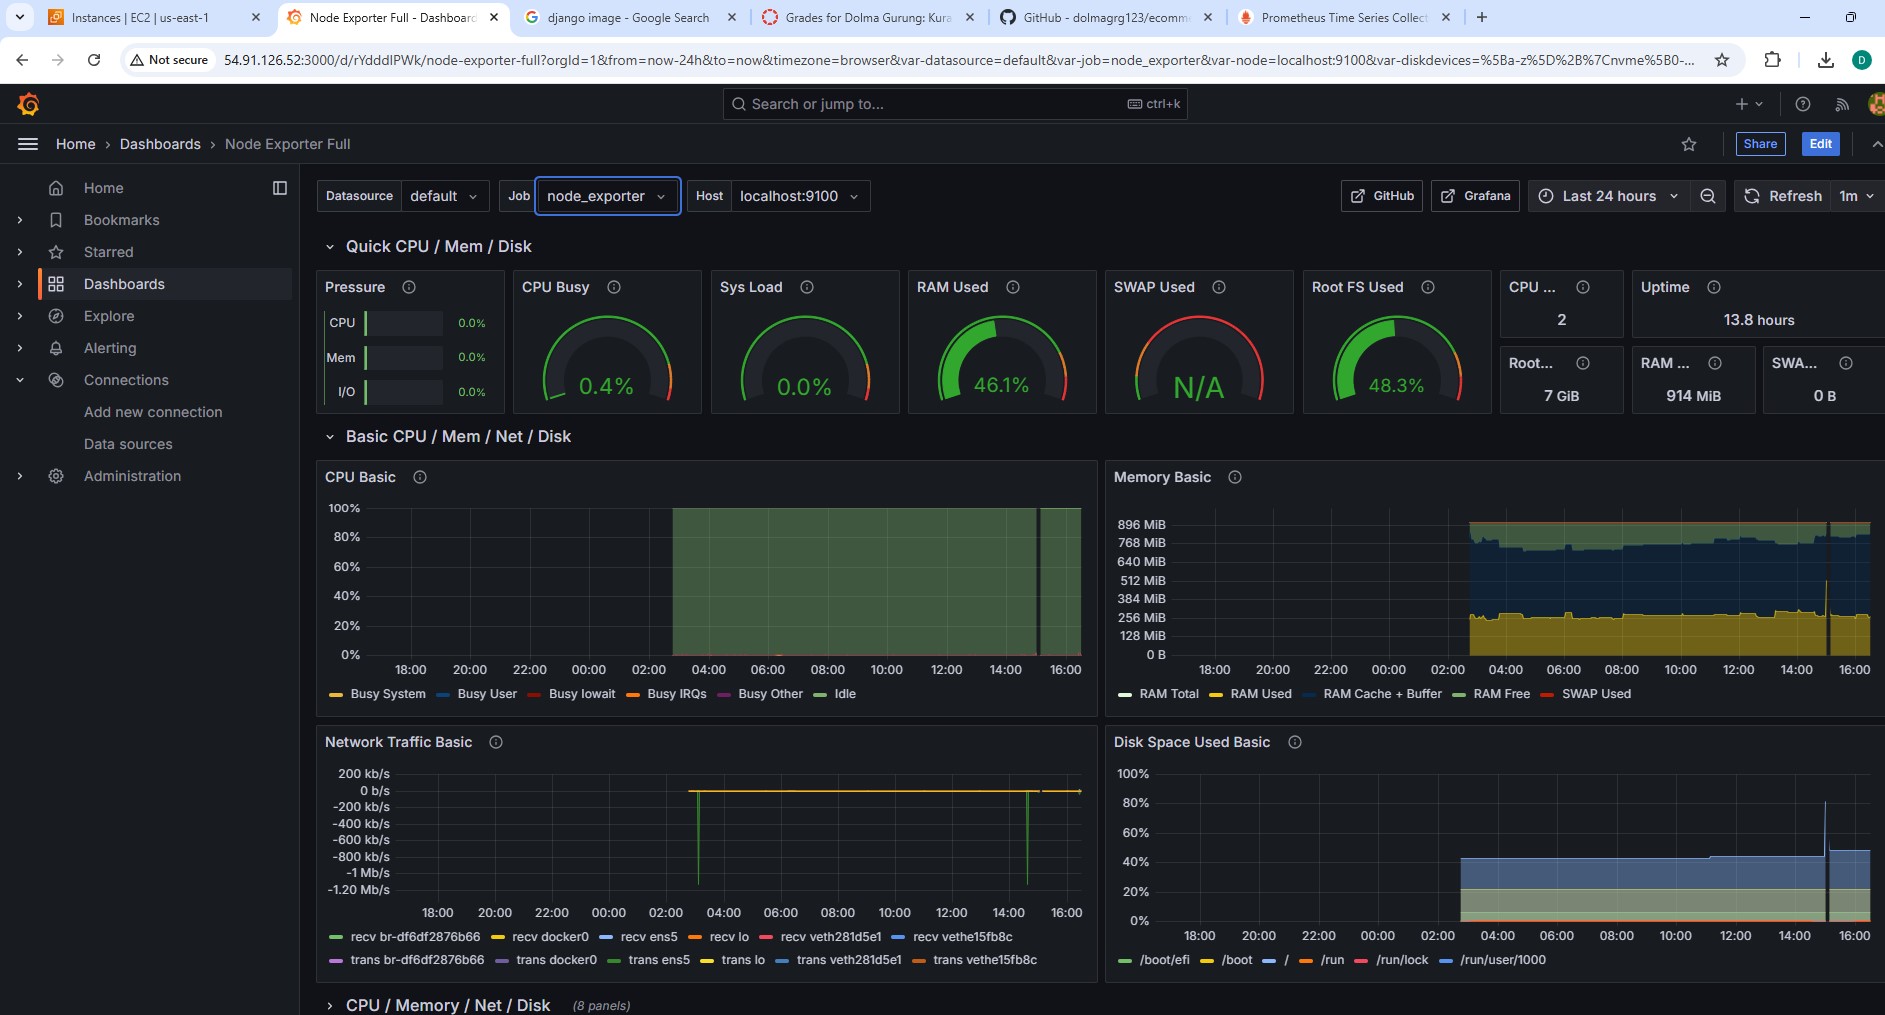 Instances | EC2 | us-east-1
Node Exporter Full - Dashboard
django image - Google Search
Grades for Dolma Gurung: Kura
GitHub - dolmagrg123/ecomme
Prometheus Time Series Collect
Not secure
54.91.126.52:3000/d/rYdddlPWk/node-exporter-full?orgId=1&from=now-24h&to=now&timezone=browser&var-datasource=default&var-job=node_exporter&var-node=localhost:9100&var-diskdevices=%5Ba-z%5D%2B%7Cnvme%5B0-...
D
Search or jump to...
ctrl+k
Home › Dashboards › Node Exporter Full
Share
Edit
Home
Bookmarks
Starred
Dashboards
Explore
Alerting
Connections
Add new connection
Data sources
Administration
Datasource default Job node_exporter Host localhost:9100
GitHub Grafana Last 24 hours Refresh 1m
Quick CPU / Mem / Disk
Pressure
CPU 0.0%
Mem 0.0%
I/O 0.0%
CPU Busy
0.4%
Sys Load
0.0%
RAM Used
46.1%
SWAP Used
N/A
Root FS Used
48.3%
CPU ...
2
Uptime
13.8 hours
Root...
7 GiB
RAM ...
914 MiB
SWA...
0 B
Basic CPU / Mem / Net / Disk
CPU Basic
100%
80%
60%
40%
20%
0%
18:00 20:00 22:00 00:00 02:00 04:00 06:00 08:00 10:00 12:00 14:00 16:00
Busy System Busy User Busy Iowait Busy IRQs Busy Other Idle
Memory Basic
896 MiB
768 MiB
640 MiB
512 MiB
384 MiB
256 MiB
128 MiB
0 B
18:00 20:00 22:00 00:00 02:00 04:00 06:00 08:00 10:00 12:00 14:00 16:00
RAM Total RAM Used RAM Cache + Buffer RAM Free SWAP Used
Network Traffic Basic
200 kb/s
0 b/s
-200 kb/s
-400 kb/s
-600 kb/s
-800 kb/s
-1 Mb/s
-1.20 Mb/s
18:00 20:00 22:00 00:00 02:00 04:00 06:00 08:00 10:00 12:00 14:00 16:00
recv br-df6df2876b66 recv docker0 recv ens5 recv lo recv veth281d5e1 recv vethe15fb8c
trans br-df6df2876b66 trans docker0 trans ens5 trans lo trans veth281d5e1 trans vethe15fb8c
Disk Space Used Basic
100%
80%
60%
40%
20%
0%
18:00 20:00 22:00 00:00 02:00 04:00 06:00 08:00 10:00 12:00 14:00 16:00
/boot/efi /boot / /run /run/lock /run/user/1000
CPU / Memory / Net / Disk (8 panels)